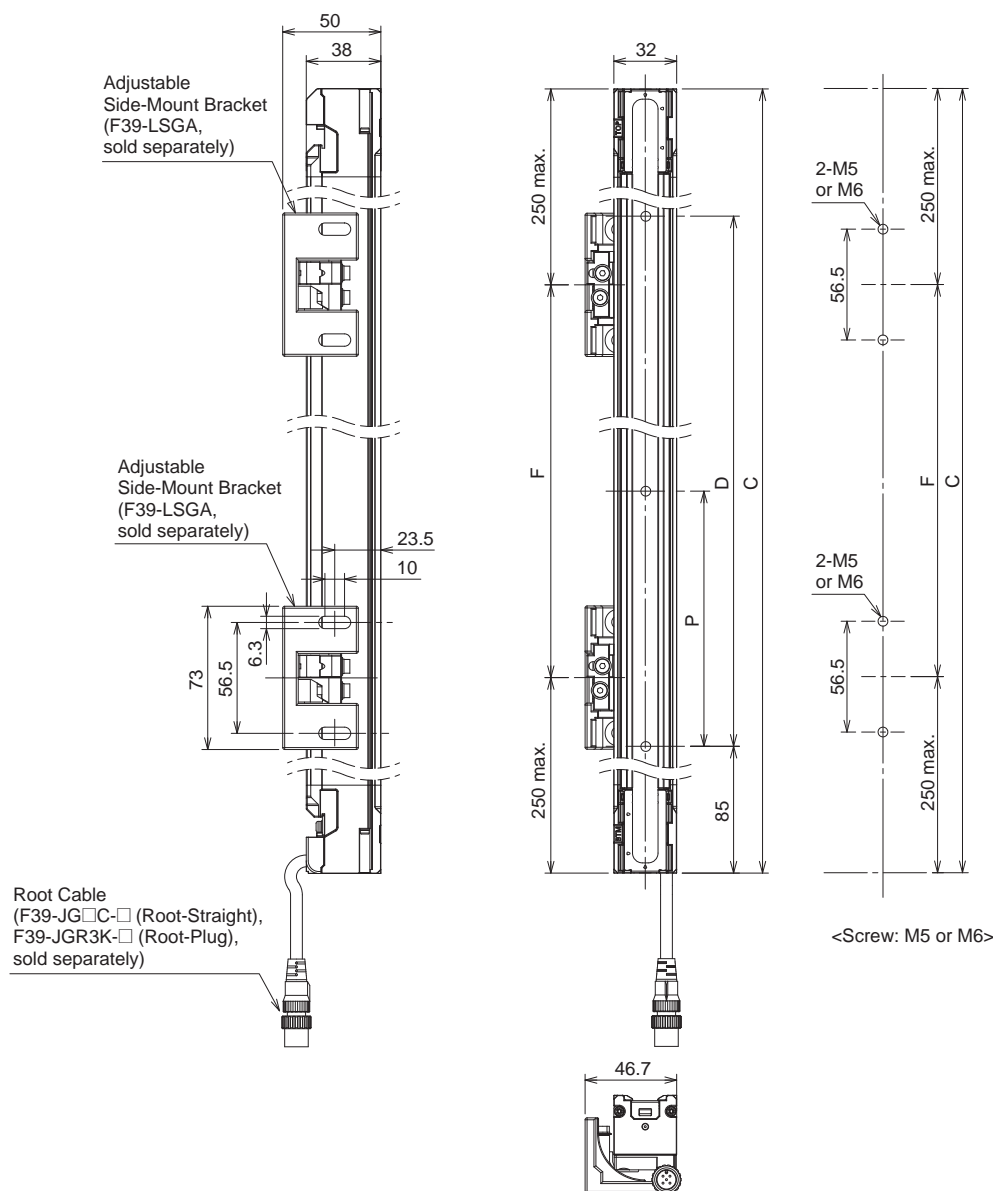 50
38
32
Adjustable
Side-Mount Bracket
(F39-LSGA,
sold separately)
TOP
250 max.
2-M5
or M6
250 max.
56.5
F
D
C
F
C
Adjustable
Side-Mount Bracket
(F39-LSGA,
sold separately)
23.5
10
2-M5
or M6
P
6.3
56.5
73
56.5
250 max.
85
250 max.
BTM
Root Cable
(F39-JG□C-□ (Root-Straight),
F39-JGR3K-□ (Root-Plug),
sold separately)
<Screw: M5 or M6>
46.7